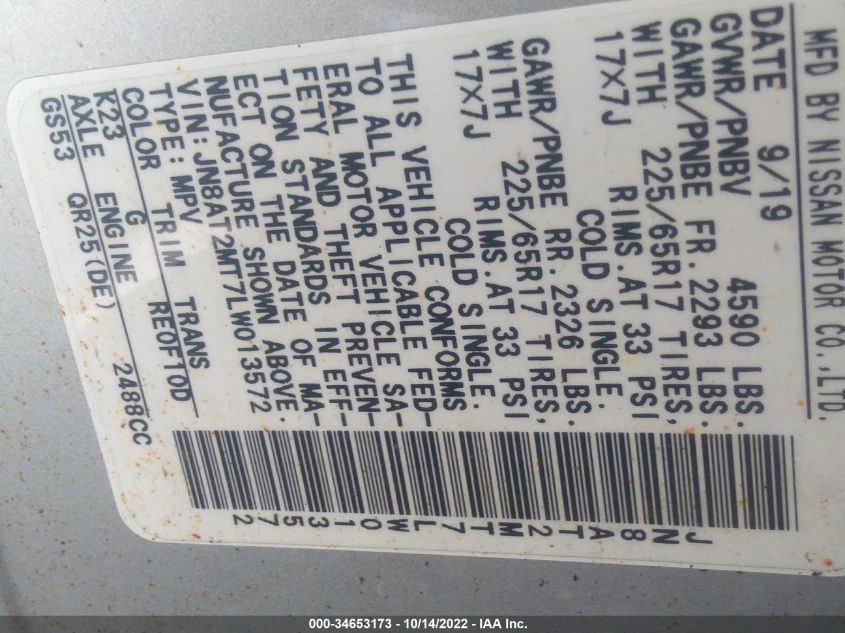 MFD BY NISSAN MOTOR CO.,LTD.
DATE 9/19
GVWR/PNBV 4590 LBS.
GAWR/PNBE FR. 2293 LBS.
WITH 225/65R17 TIRES,
17X7J RIMS.AT 33 PSI
COLD SINGLE.
GAWR/PNBE RR. 2326 LBS.
WITH 225/65R17 TIRES,
17X7J RIMS.AT 33 PSI
COLD SINGLE.
THIS VEHICLE CONFORMS
TO ALL APPLICABLE FED-
ERAL MOTOR VEHICLE SA-
FETY AND THEFT PREVEN-
TION STANDARDS IN EFF-
ECT ON THE DATE OF MA-
NUFACTURE SHOWN ABOVE.
VIN:JN8AT2MT7LW013572
TYPE: MPV
COLOR TRIM TRANS
K23 G RE0F10D
AXLE ENGINE
GS53 QR25(DE) 2488CC
JN8AT2MT7LW013572
000-34653173 - 10/14/2022 - IAA Inc.